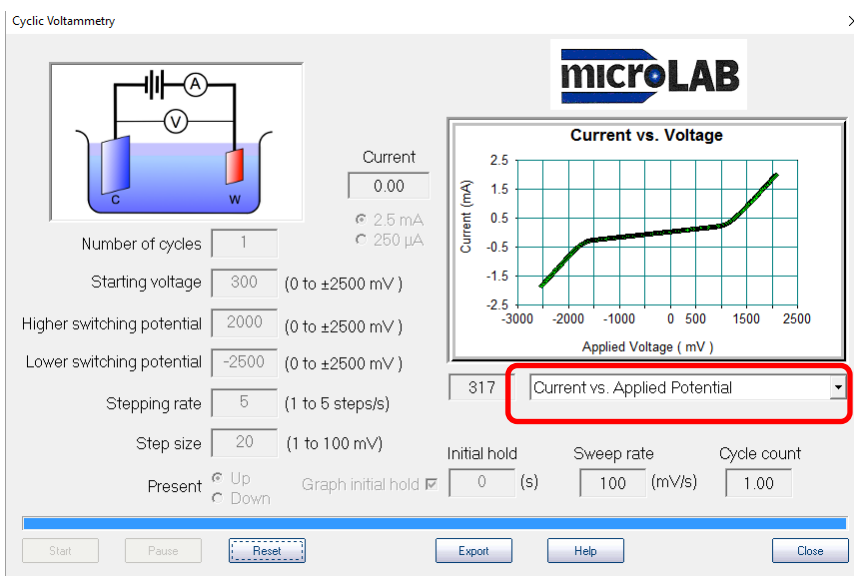 Cyclic Voltammetry
microLAB
A
V
C
W
Current
0.00
2.5 mA
250 µA
Number of cycles 1
Starting voltage 300 (0 to ±2500 mV )
Higher switching potential 2000 (0 to ±2500 mV )
Lower switching potential -2500 (0 to ±2500 mV )
Stepping rate 5 (1 to 5 steps/s)
Step size 20 (1 to 100 mV)
Present Up
Down
Graph initial hold
Current vs. Voltage
Current (mA)
2.5
1.5
0.5
-0.5
-1.5
-2.5
-3000 -2000 -1000 0 500 1500 2500
Applied Voltage ( mV )
317 Current vs. Applied Potential
Initial hold Sweep rate Cycle count
0 (s) 100 (mV/s) 1.00
Start Pause Reset Export Help Close